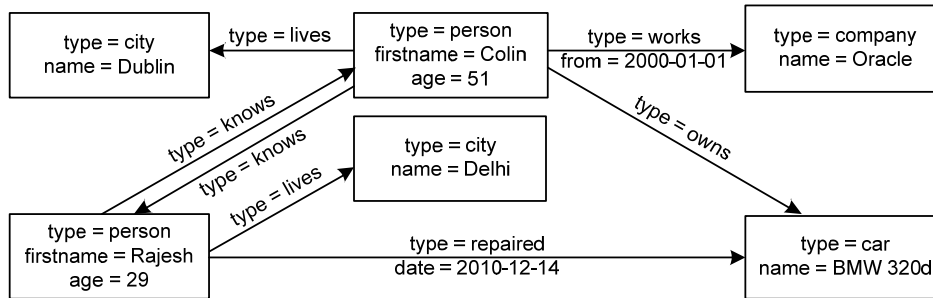 type = city
name = Dublin
type = lives
type = person
firstname = Colin
age = 51
type = works
from = 2000-01-01
type = company
name = Oracle
type = knows
type = knows
type = lives
type = city
name = Delhi
type = owns
type = person
firstname = Rajesh
age = 29
type = repaired
date = 2010-12-14
type = car
name = BMW 320d